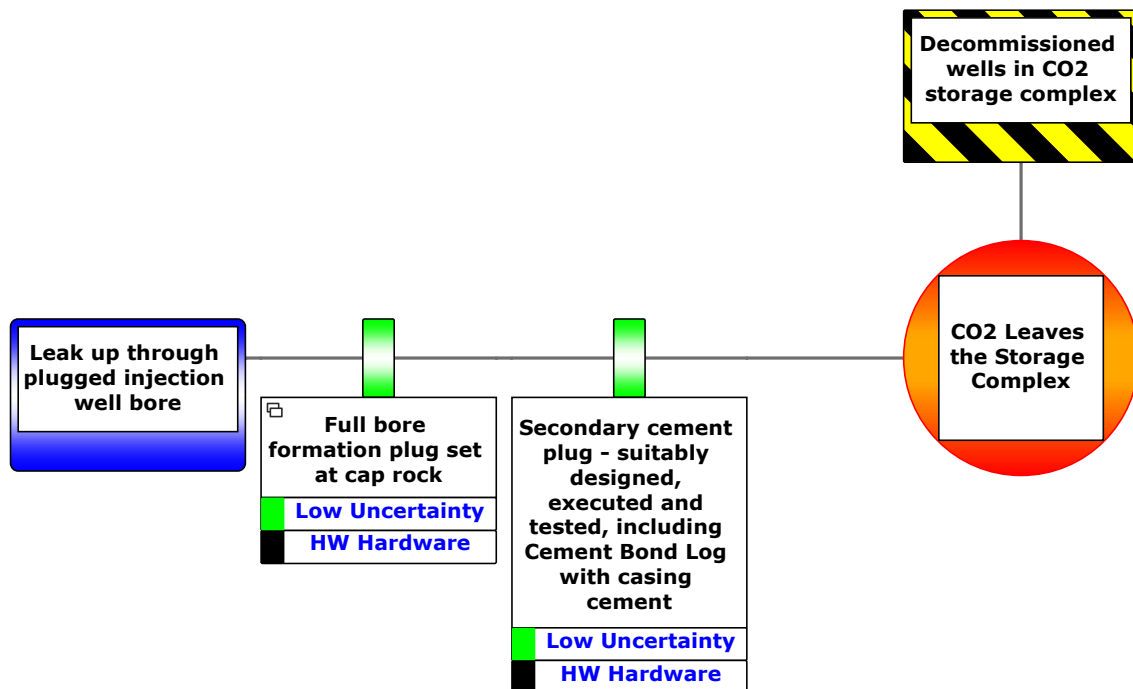 Decommissioned
wells in CO2
storage complex
Leak up through
plugged injection
well bore
Full bore
formation plug set
at cap rock
Low Uncertainty
HW Hardware
Secondary cement
plug - suitably
designed,
executed and
tested, including
Cement Bond Log
with casing
cement
Low Uncertainty
HW Hardware
CO2 Leaves
the Storage
Complex